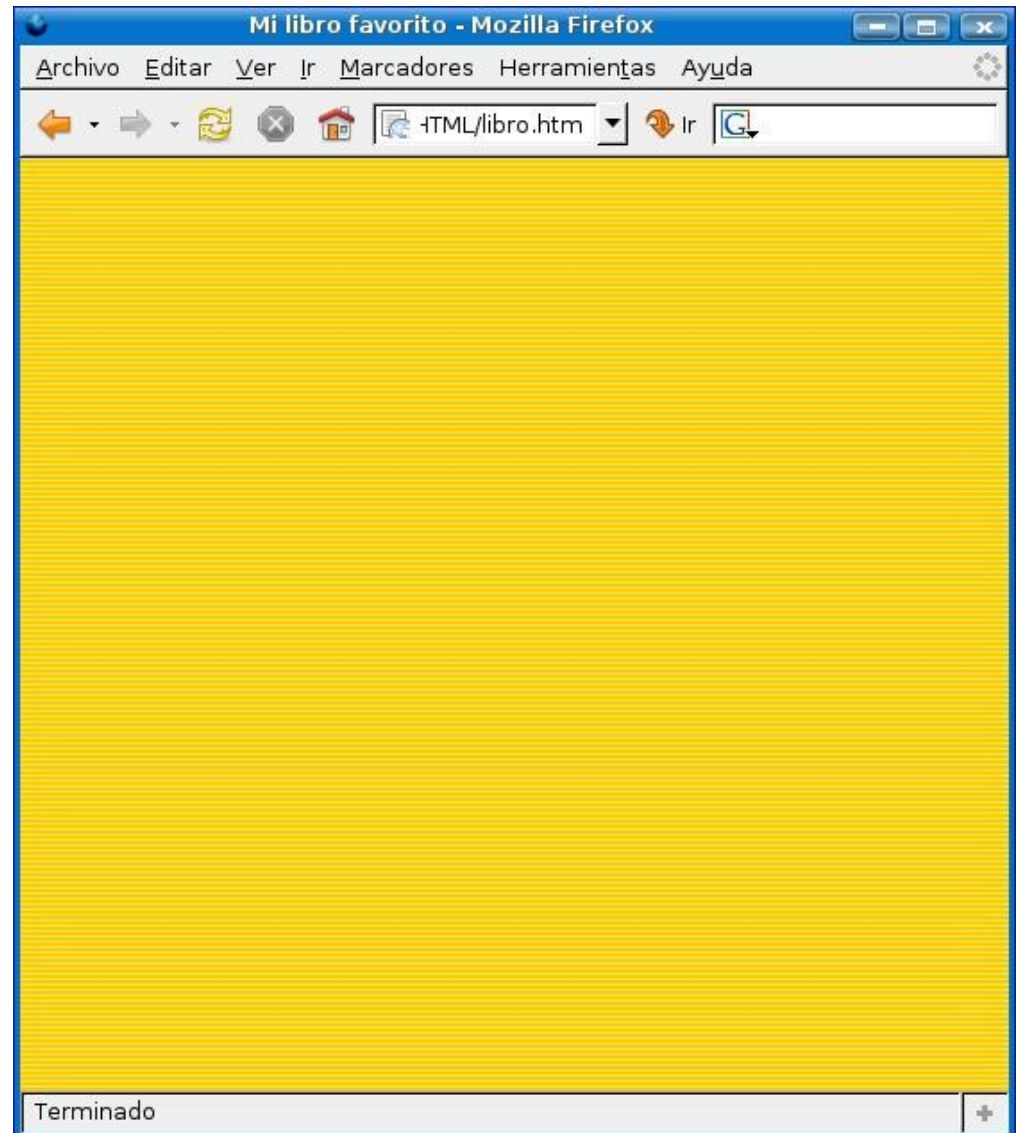 Mi libro favorito - Mozilla Firefox
Archivo Editar Ver Ir Marcadores Herramientas Ayuda
HTML/libro.htm Ir G
Terminado